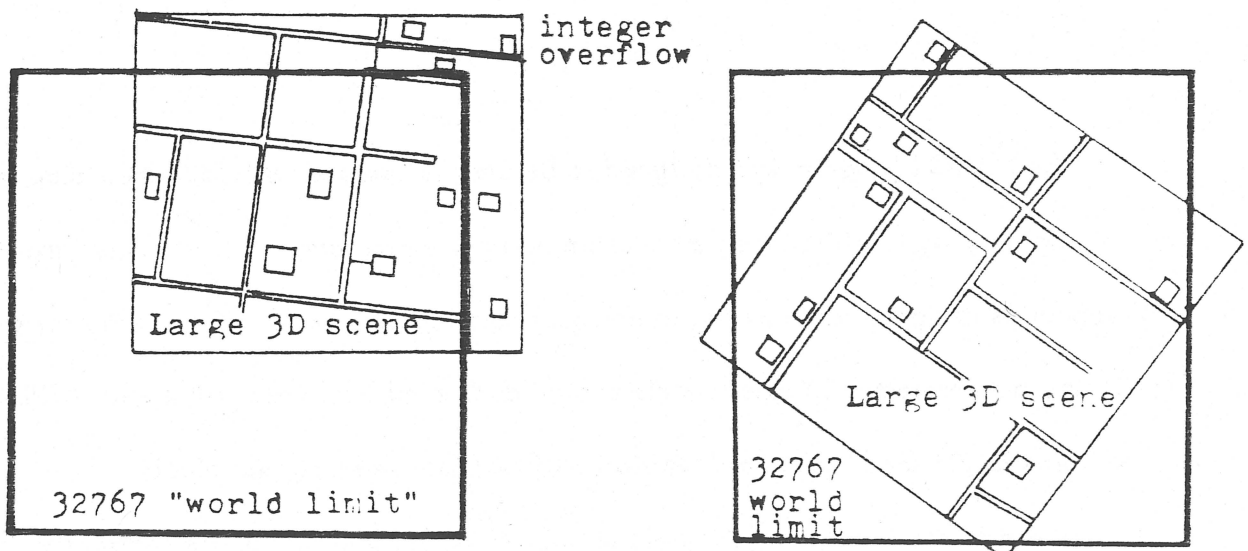 integer
overflow
Large 3D scene
32767 "world limit"
Large 3D scene
32767
world
limit